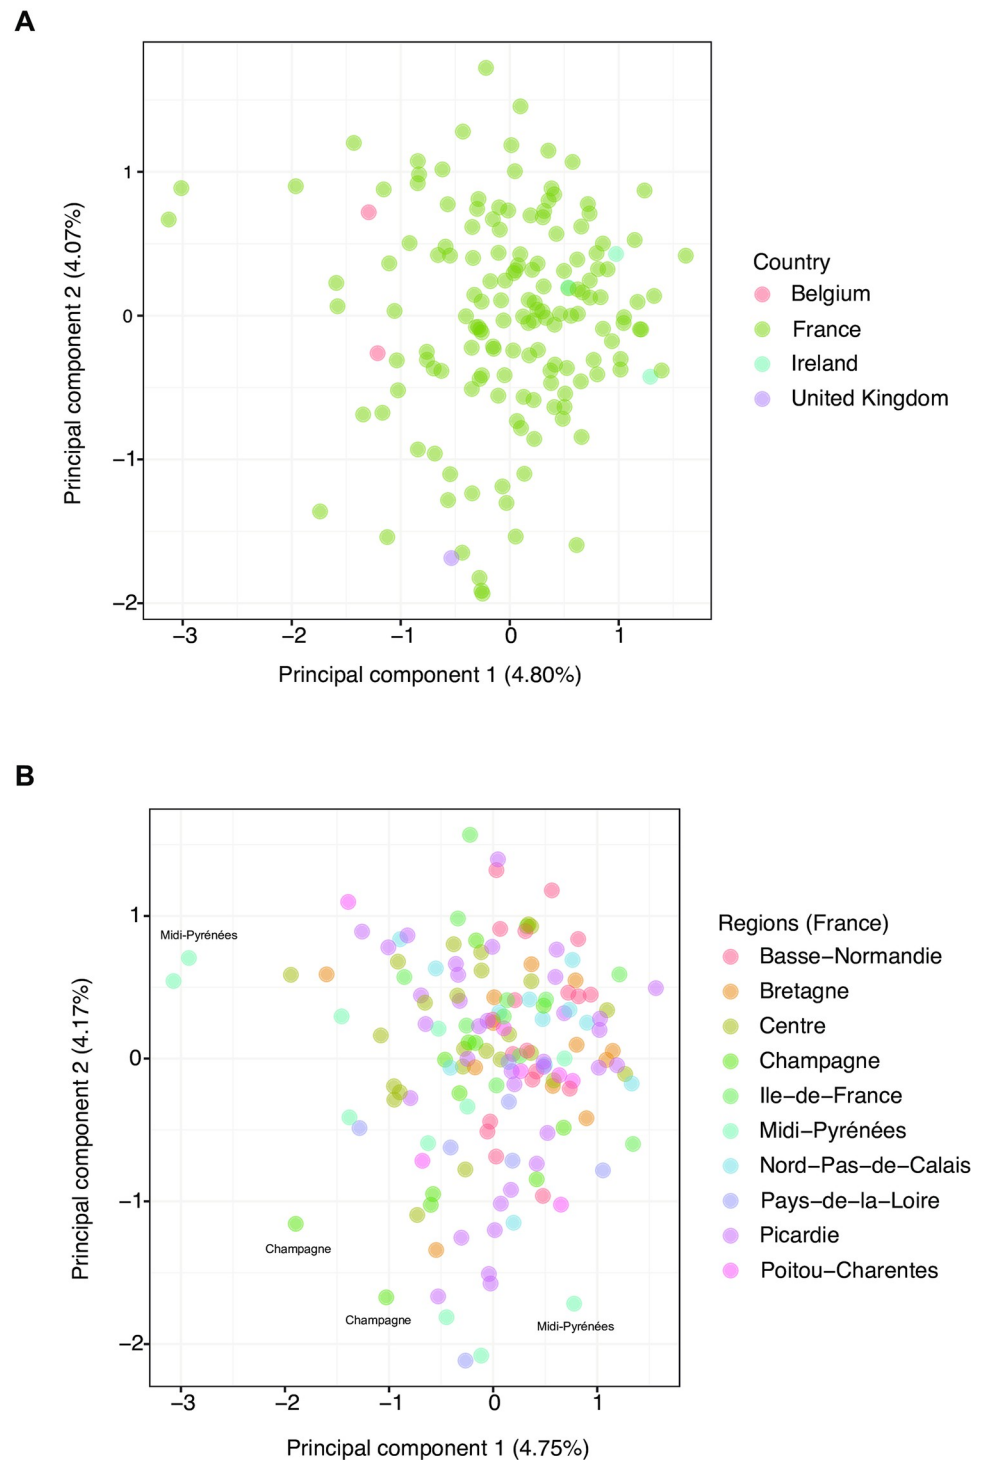 A
Principal component 2 (4.07%)
1
0
−1
−2
−3
−2
−1
0
1
Principal component 1 (4.80%)
Country
Belgium
France
Ireland
United Kingdom
B
Principal component 2 (4.17%)
1
0
−1
−2
Midi-Pyrénées
Champagne
Champagne
Midi-Pyrénées
−3
−2
−1
0
1
Principal component 1 (4.75%)
Regions (France)
Basse−Normandie
Bretagne
Centre
Champagne
Ile−de−France
Midi−Pyrénées
Nord−Pas−de−Calais
Pays−de−la−Loire
Picardie
Poitou−Charentes